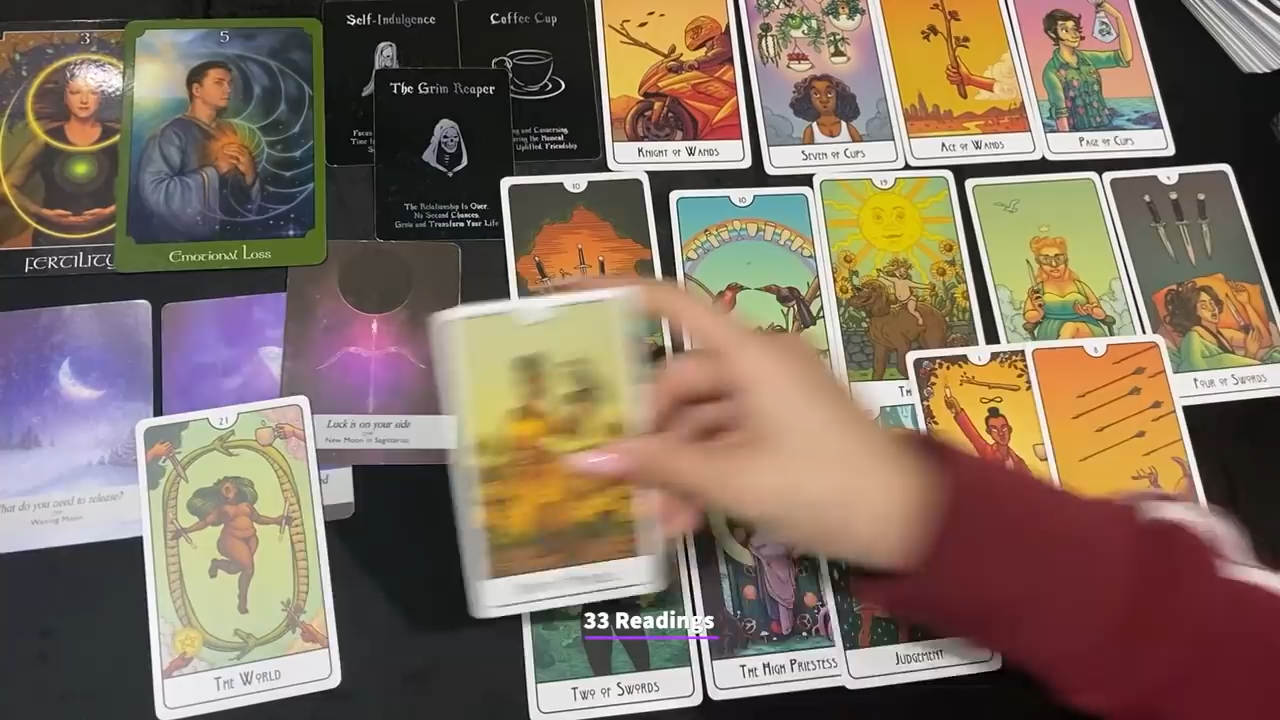 3
FERTILITY
5
Emotional Loss
Self-Indulgence
Coffee Cup
The Grim Reaper
The Relationship Is Over.
No Second Chances.
Grow and Transform Your Life
Knight of Wands
Seven of Cups
Ace of Wands
Page of Cups
10
10
19
Four of Swords
1
8
What do you need to release?
Waning Moon
Luck is on your side
New Moon in Sagittarius
21
The World
33 Readings
Two of Swords
The High Priestess
Judgement